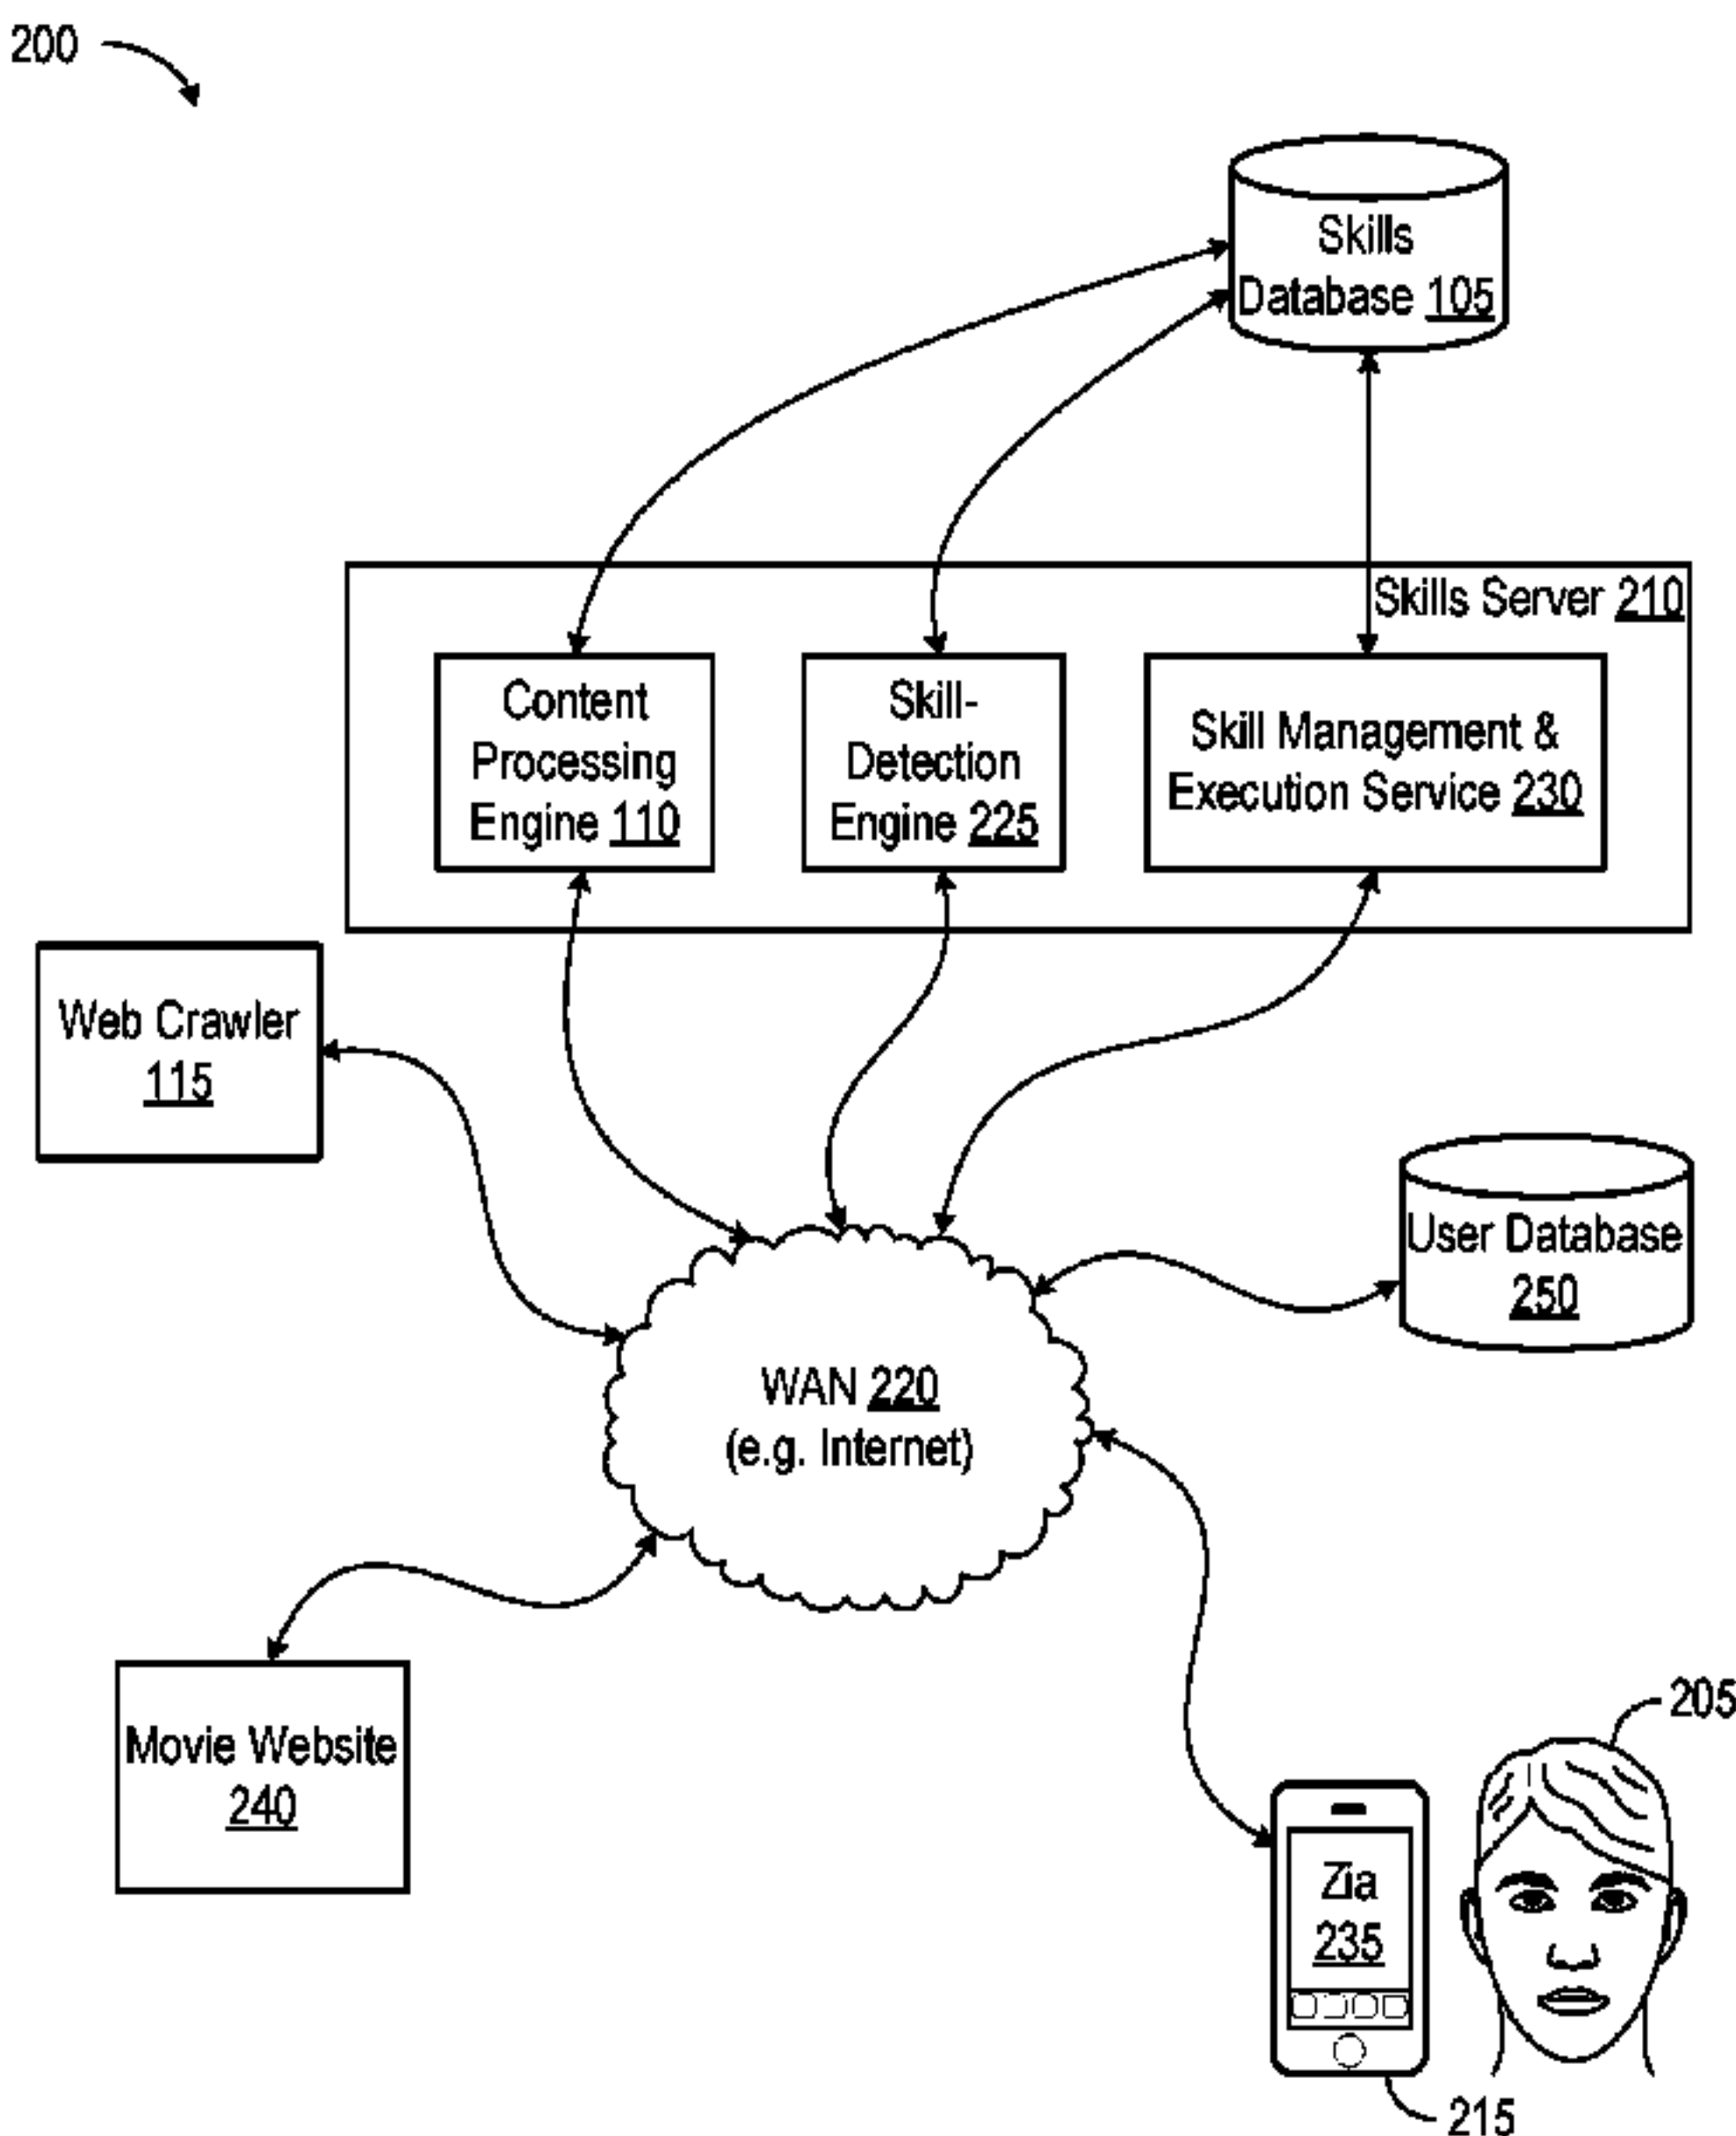 200
Skills
Database 105
Skills Server 210
Content
Processing
Engine 110
Skill-
Detection
Engine 225
Skill Management &
Execution Service 230
Web Crawler
115
User Database
250
WAN 220
(e.g. Internet)
Movie Website
240
205
Zia
235
215